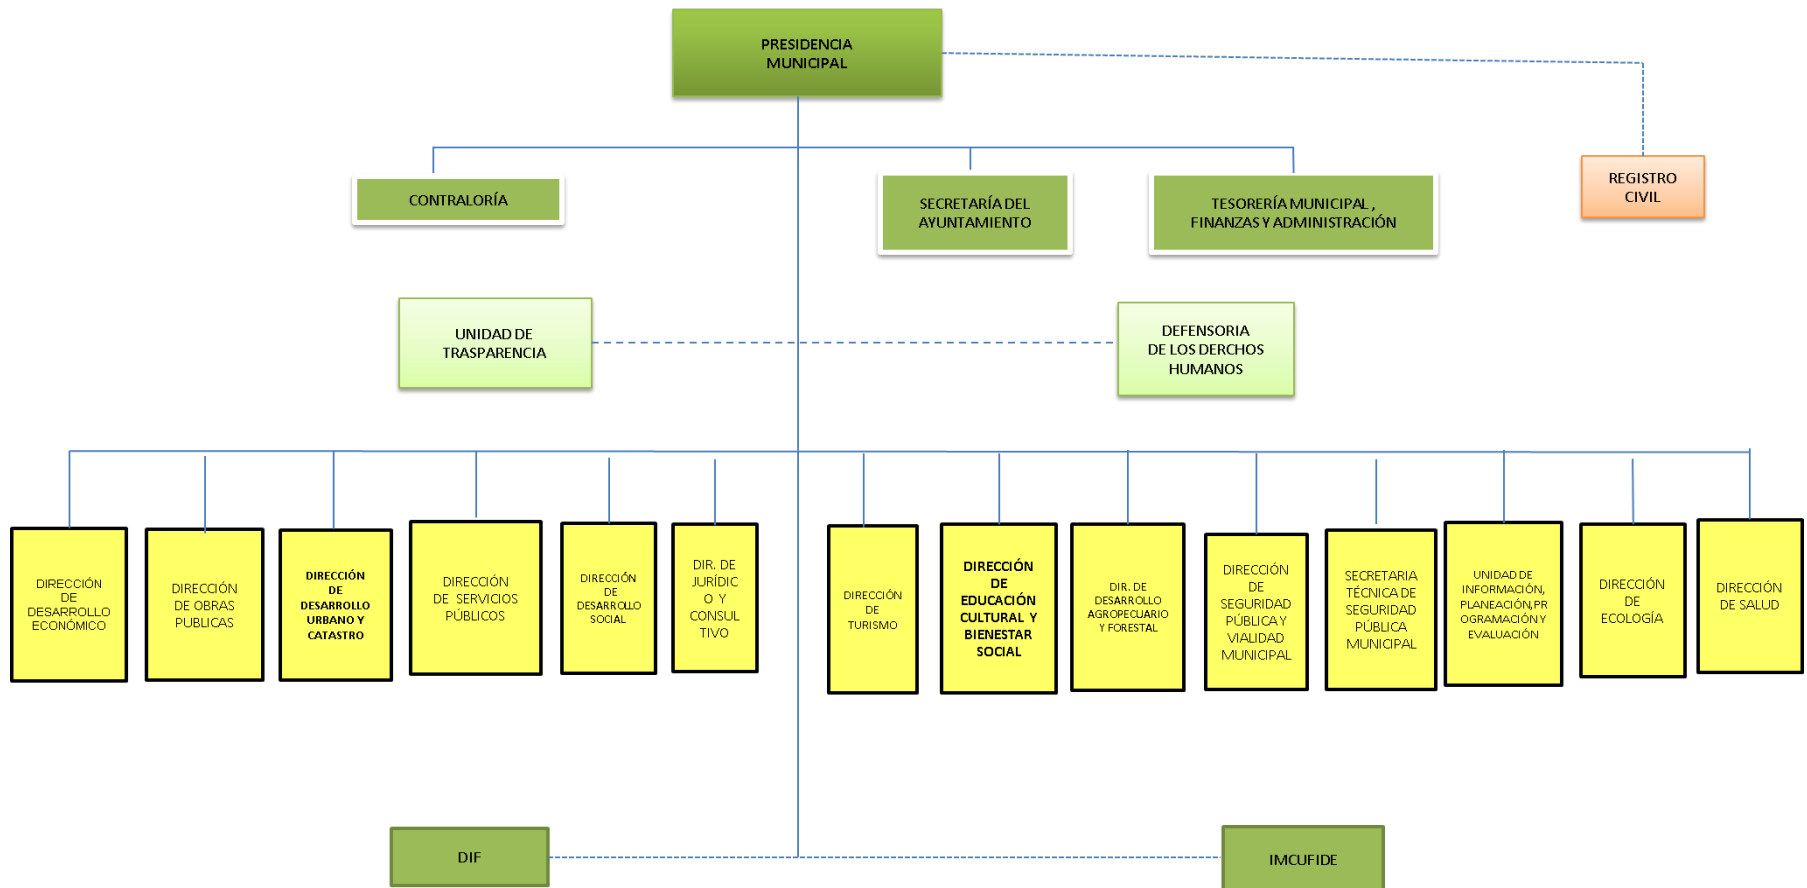 PRESIDENCIA
MUNICIPAL
CONTRALORÍA
SECRETARÍA DEL
AYUNTAMIENTO
TESORERÍA MUNICIPAL ,
FINANZAS Y ADMINISTRACIÓN
REGISTRO
CIVIL
UNIDAD DE
TRASPARENCIA
DEFENSORIA
DE LOS DERCHOS
HUMANOS
DIRECCIÓN
DE
DESARROLLO
ECONÓMICO
DIRECCIÓN
DE OBRAS
PUBLICAS
DIRECCIÓN
DE
DESARROLLO
URBANO Y
CATASTRO
DIRECCIÓN
DE SERVICIOS
PÚBLICOS
DIRECCIÓN
DE
DESARROLLO
SOCIAL
DIR. DE
JURÍDIC
O Y
CONSUL
TIVO
DIRECCIÓN
DE
TURISMO
DIRECCIÓN
DE
EDUCACIÓN
CULTURAL Y
BIENESTAR
SOCIAL
DIR. DE
DESARROLLO
AGROPECUARIO
Y FORESTAL
DIRECCIÓN
DE
SEGURIDAD
PÚBLICA Y
VIALIDAD
MUNICIPAL
SECRETARIA
TÉCNICA DE
SEGURIDAD
PÚBLICA
MUNICIPAL
UNIDAD DE
INFORMACIÓN,
PLANEACIÓN,PR
OGRAMACIÓN Y
EVALUACIÓN
DIRECCIÓN
DE
ECOLOGÍA
DIRECCIÓN
DE SALUD
DIF
IMCUFIDE